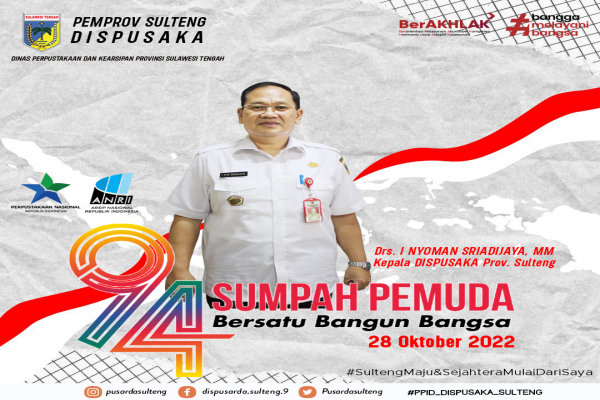 PEMPROV SULTENG
DISPUSAKA
DINAS PERPUSTAKAAN DAN KEARSIPAN PROVINSI SULAWESI TENGAH
SULAWESI TENGAH
BerAKHLAK
#bangga
melayani
bangsa
PERPUSTAKAAN NASIONAL
REPUBLIK INDONESIA
ANRI
ARSIP NASIONAL
REPUBLIK INDONESIA
Drs. I NYOMAN SRIADIJAYA, MM
Kepala DISPUSAKA Prov. Sulteng
94
SUMPAH PEMUDA
Bersatu Bangun Bangsa
28 Oktober 2022
#SultengMaju&SejahteraMulaiDariSaya
pusardasulteng
dispusarda.sulteng.9
Pusardasulteng
#PPID_DISPUSAKA_SULTENG